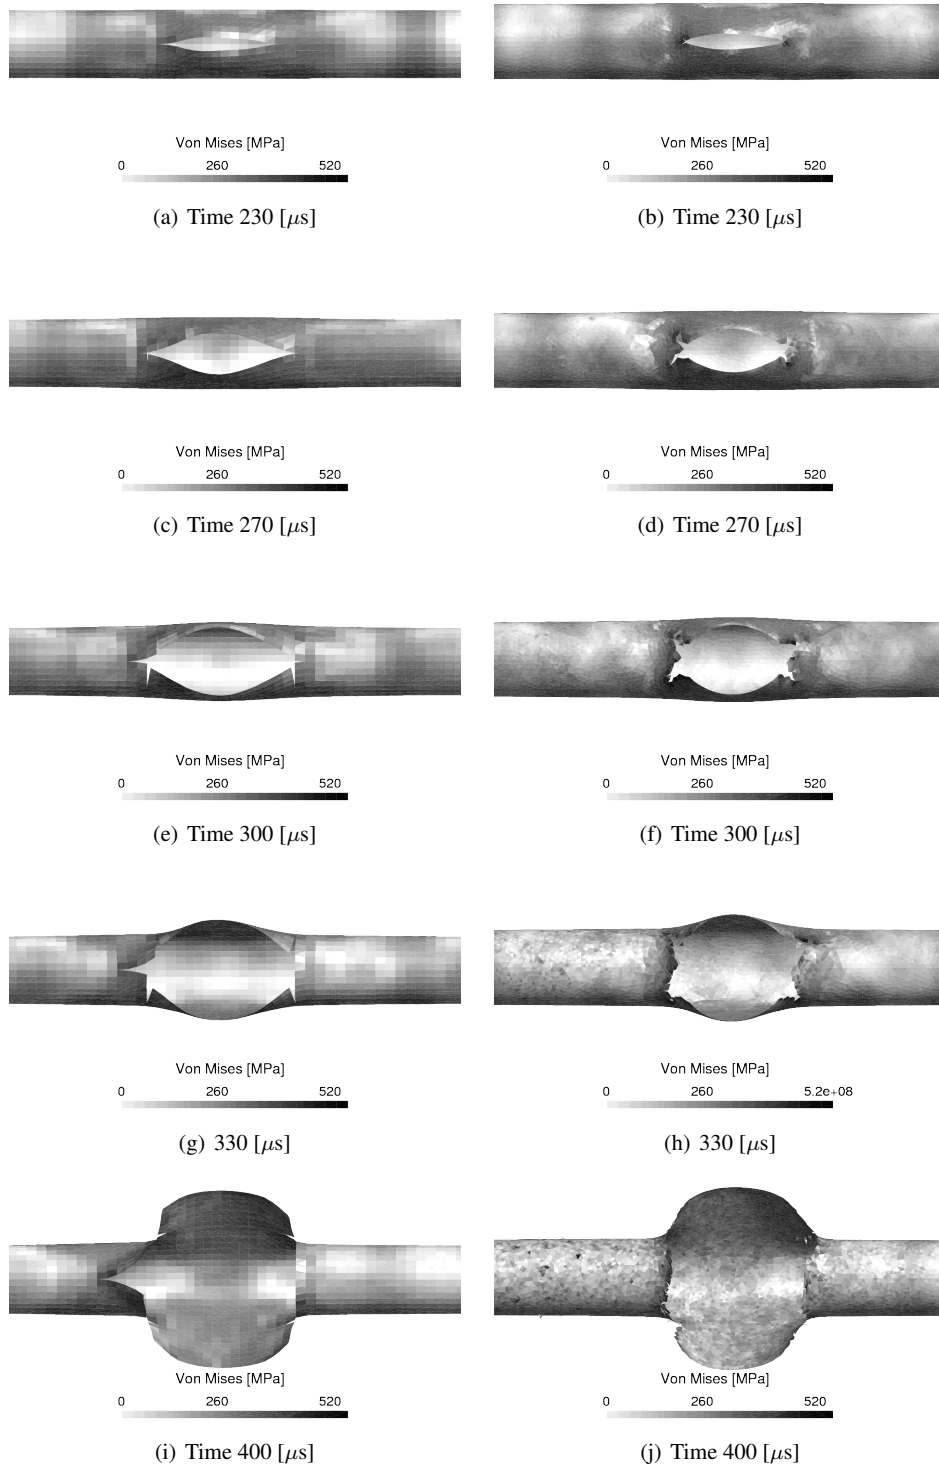 Von Mises [MPa]
0 260 520
(a) Time 230 [μs]
Von Mises [MPa]
0 260 520
(b) Time 230 [μs]
Von Mises [MPa]
0 260 520
(c) Time 270 [μs]
Von Mises [MPa]
0 260 520
(d) Time 270 [μs]
Von Mises [MPa]
0 260 520
(e) Time 300 [μs]
Von Mises [MPa]
0 260 520
(f) Time 300 [μs]
Von Mises [MPa]
0 260 520
(g) 330 [μs]
Von Mises [MPa]
0 260 5.2e+08
(h) 330 [μs]
Von Mises [MPa]
0 260 520
(i) Time 400 [μs]
Von Mises [MPa]
0 260 520
(j) Time 400 [μs]